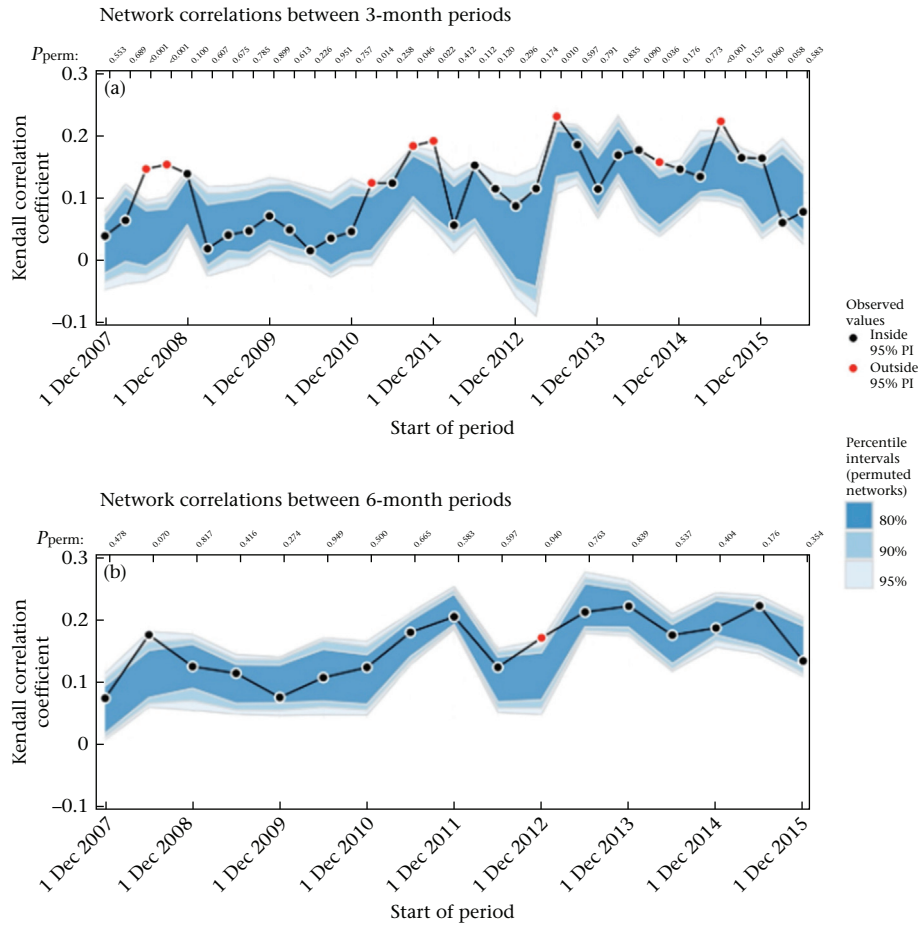 Network correlations between 3-month periods
Pperm: 0.553 0.689 <0.001 <0.001 0.100 0.607 0.675 0.785 0.899 0.613 0.226 0.951 0.757 0.014 0.258 0.046 0.022 0.412 0.112 0.120 0.296 0.174 0.010 0.597 0.791 0.835 0.090 0.036 0.176 0.773 <0.001 0.152 0.060 0.058 0.583
(a)
0.3
0.2
0.1
0
–0.1
Kendall correlation
coefficient
1 Dec 2007
1 Dec 2008
1 Dec 2009
1 Dec 2010
1 Dec 2011
1 Dec 2012
1 Dec 2013
1 Dec 2014
1 Dec 2015
Start of period
Observed
values
Inside
95% PI
Outside
95% PI
Percentile
intervals
(permuted
networks)
80%
90%
95%
Network correlations between 6-month periods
Pperm: 0.478 0.070 0.817 0.416 0.274 0.949 0.500 0.665 0.583 0.597 0.040 0.763 0.839 0.537 0.404 0.176 0.354
(b)
0.3
0.2
0.1
0
–0.1
Kendall correlation
coefficient
1 Dec 2007
1 Dec 2008
1 Dec 2009
1 Dec 2010
1 Dec 2011
1 Dec 2012
1 Dec 2013
1 Dec 2014
1 Dec 2015
Start of period